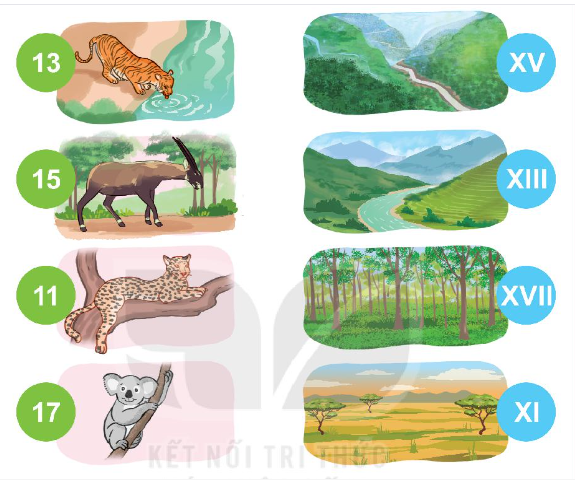 13
XV
15
XIII
11
XVII
17
XI
KẾT NỐI TRI THỨC